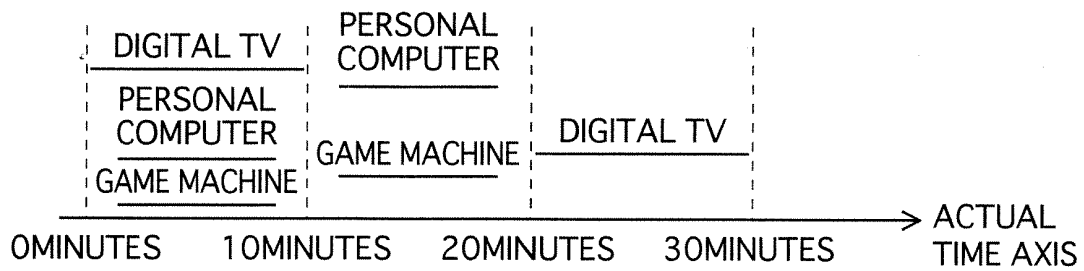 DIGITAL TV
PERSONAL
COMPUTER
GAME MACHINE
PERSONAL
COMPUTER
GAME MACHINE
DIGITAL TV
0MINUTES 10MINUTES 20MINUTES 30MINUTES
ACTUAL
TIME AXIS